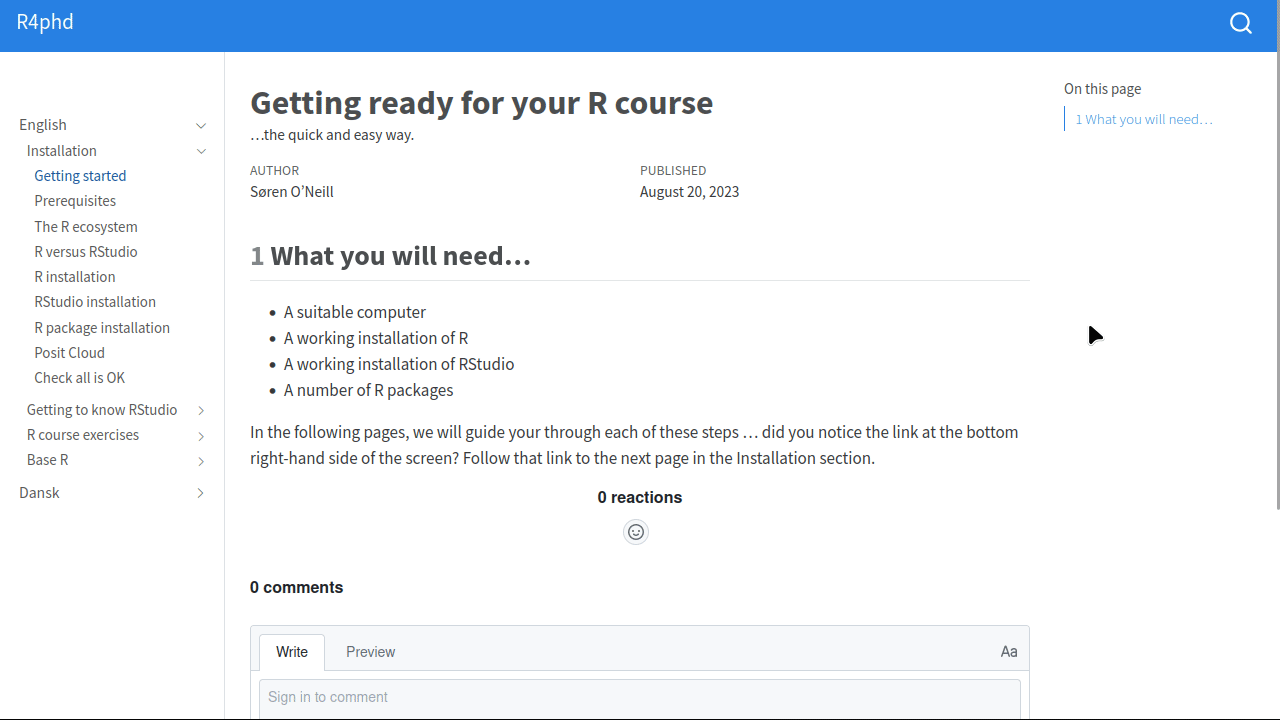 R4phd
English
Installation
Getting started
Prerequisites
The R ecosystem
R versus RStudio
R installation
RStudio installation
R package installation
Posit Cloud
Check all is OK
Getting to know RStudio
R course exercises
Base R
Dansk
Getting ready for your R course
…the quick and easy way.
AUTHOR
Søren O’Neill
PUBLISHED
August 20, 2023
1 What you will need…
• A suitable computer
• A working installation of R
• A working installation of RStudio
• A number of R packages
In the following pages, we will guide your through each of these steps … did you notice the link at the bottom
right-hand side of the screen? Follow that link to the next page in the Installation section.
0 reactions
0 comments
Write
Preview
Aa
Sign in to comment
On this page
1 What you will need…